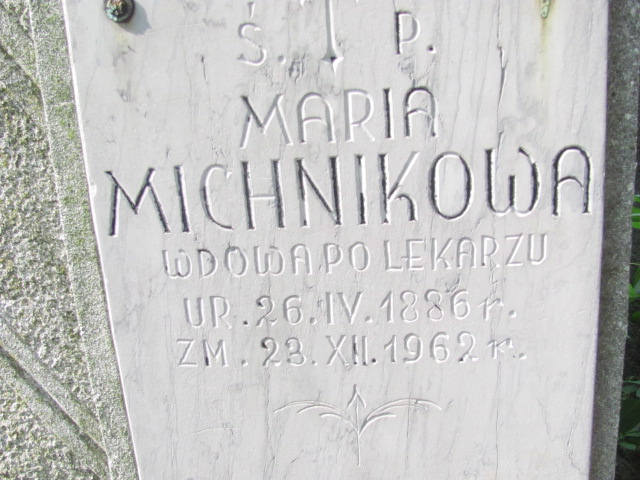 Ś. P.
MARIA
MICHNIKOWA
WDOWA PO LEKARZU
UR. 26.IV.1886 r.
ZM. 23.XII.1962 r.